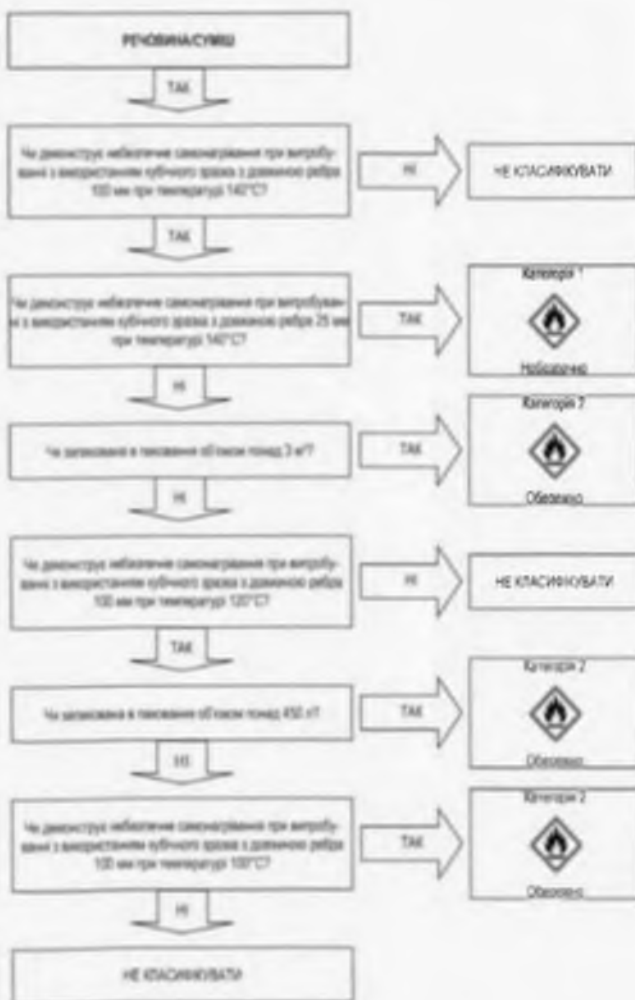 РЕЧОВИНА/СУМІШ
ТАК
Чи демонструє небезпечне самонагрівання при випробу-
ванні з використанням кубічного зразка з довжиною ребра
100 мм при температурі 140°C?
НІ
НЕ КЛАСИФІКУВАТИ
ТАК
Чи демонструє небезпечне самонагрівання при випробуван-
ні з використанням кубічного зразка з довжиною ребра 25 мм
при температурі 140°C?
ТАК
Категорія 1
Небезпечно
НІ
Чи запакована в паковання об'ємом понад 3 м³?
ТАК
Категорія 2
Обережно
НІ
Чи демонструє небезпечне самонагрівання при випробу-
ванні з використанням кубічного зразка з довжиною ребра
100 мм при температурі 120°C?
НІ
НЕ КЛАСИФІКУВАТИ
ТАК
Чи запакована в паковання об'ємом понад 450 л?
ТАК
Категорія 2
Обережно
НІ
Чи демонструє небезпечне самонагрівання при випробу-
ванні з використанням кубічного зразка з довжиною ребра
100 мм при температурі 100°C?
ТАК
Категорія 2
Обережно
НІ
НЕ КЛАСИФІКУВАТИ